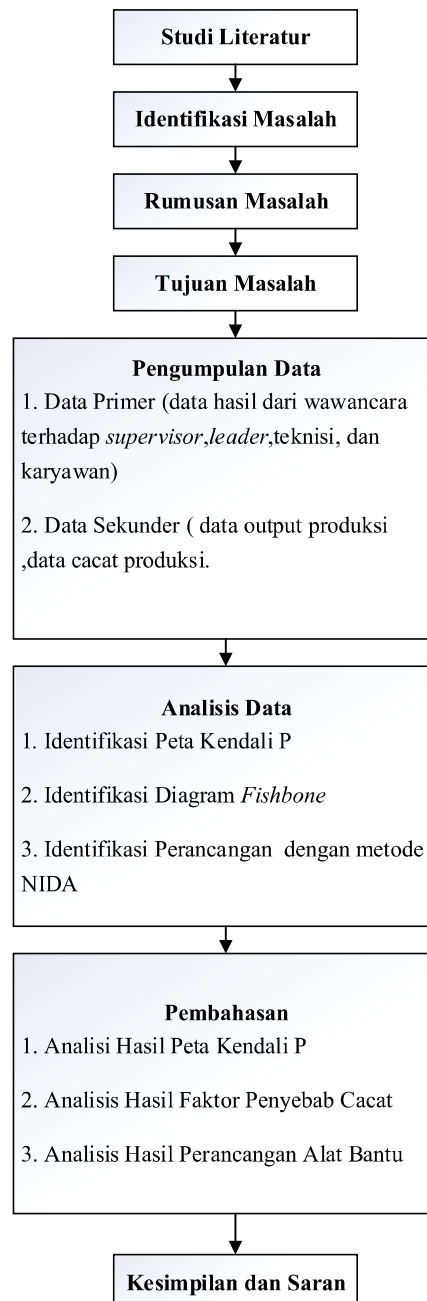 Studi Literatur
Identifikasi Masalah
Rumusan Masalah
Tujuan Masalah
Pengumpulan Data
1. Data Primer (data hasil dari wawancara
terhadap supervisor,leader,teknisi, dan
karyawan)
2. Data Sekunder ( data output produksi
,data cacat produksi.
Analisis Data
1. Identifikasi Peta Kendali P
2. Identifikasi Diagram Fishbone
3. Identifikasi Perancangan dengan metode
NIDA
Pembahasan
1. Analisi Hasil Peta Kendali P
2. Analisis Hasil Faktor Penyebab Cacat
3. Analisis Hasil Perancangan Alat Bantu
Kesimpilan dan Saran